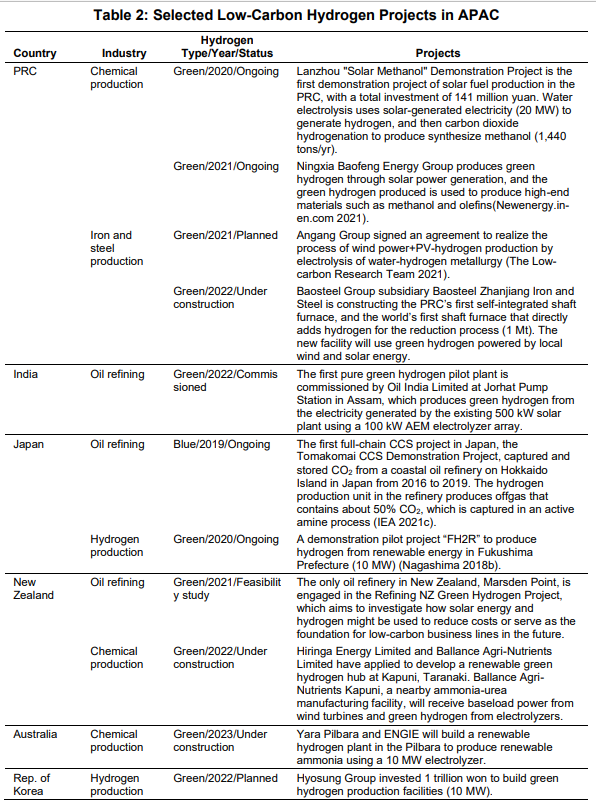 Table 2: Selected Low-Carbon Hydrogen Projects in APAC
Country Industry Hydrogen Type/Year/Status Projects
PRC Chemical production Green/2020/Ongoing Lanzhou "Solar Methanol" Demonstration Project is the
first demonstration project of solar fuel production in the
PRC, with a total investment of 141 million yuan. Water
electrolysis uses solar-generated electricity (20 MW) to
generate hydrogen, and then carbon dioxide
hydrogenation to produce synthesize methanol (1,440
tons/yr).
Green/2021/Ongoing Ningxia Baofeng Energy Group produces green
hydrogen through solar power generation, and the
green hydrogen produced is used to produce high-end
materials such as methanol and olefins(Newenergy.in-
en.com 2021).
Iron and steel production Green/2021/Planned Angang Group signed an agreement to realize the
process of wind power+PV-hydrogen production by
electrolysis of water-hydrogen metallurgy (The Low-
carbon Research Team 2021).
Green/2022/Under construction Baosteel Group subsidiary Baosteel Zhanjiang Iron and
Steel is constructing the PRC's first self-integrated shaft
furnace, and the world's first shaft furnace that directly
adds hydrogen for the reduction process (1 Mt). The
new facility will use green hydrogen powered by local
wind and solar energy.
India Oil refining Green/2022/Commis
sioned The first pure green hydrogen pilot plant is
commissioned by Oil India Limited at Jorhat Pump
Station in Assam, which produces green hydrogen from
the electricity generated by the existing 500 kW solar
plant using a 100 kW AEM electrolyzer array.
Japan Oil refining Blue/2019/Ongoing The first full-chain CCS project in Japan, the
Tomakomai CCS Demonstration Project, captured and
stored CO₂ from a coastal oil refinery on Hokkaido
Island in Japan from 2016 to 2019. The hydrogen
production unit in the refinery produces offgas that
contains about 50% CO₂, which is captured in an active
amine process (IEA 2021c).
Hydrogen production Green/2020/Ongoing A demonstration pilot project “FH2R” to produce
hydrogen from renewable energy in Fukushima
Prefecture (10 MW) (Nagashima 2018b).
New Zealand Oil refining Green/2021/Feasibilit
y study The only oil refinery in New Zealand, Marsden Point, is
engaged in the Refining NZ Green Hydrogen Project,
which aims to investigate how solar energy and
hydrogen might be used to reduce costs or serve as the
foundation for low-carbon business lines in the future.
Chemical production Green/2022/Under construction Hiringa Energy Limited and Ballance Agri-Nutrients
Limited have applied to develop a renewable green
hydrogen hub at Kapuni, Taranaki. Ballance Agri-
Nutrients Kapuni, a nearby ammonia-urea
manufacturing facility, will receive baseload power from
wind turbines and green hydrogen from electrolyzers.
Australia Chemical production Green/2023/Under construction Yara Pilbara and ENGIE will build a renewable
hydrogen plant in the Pilbara to produce renewable
ammonia using a 10 MW electrolyzer.
Rep. of Korea Hydrogen production Green/2022/Planned Hyosung Group invested 1 trillion won to build green
hydrogen production facilities (10 MW).